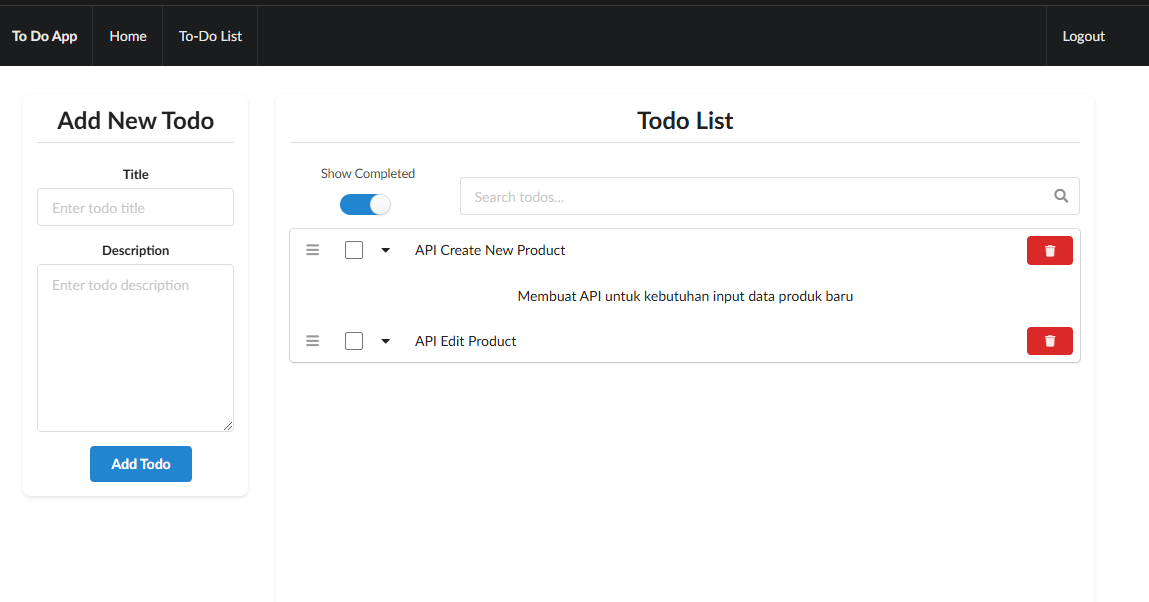 To Do App Home To-Do List Logout
Add New Todo
Title
Enter todo title
Description
Enter todo description
Add Todo
Todo List
Show Completed
Search todos...
API Create New Product
Membuat API untuk kebutuhan input data produk baru
API Edit Product